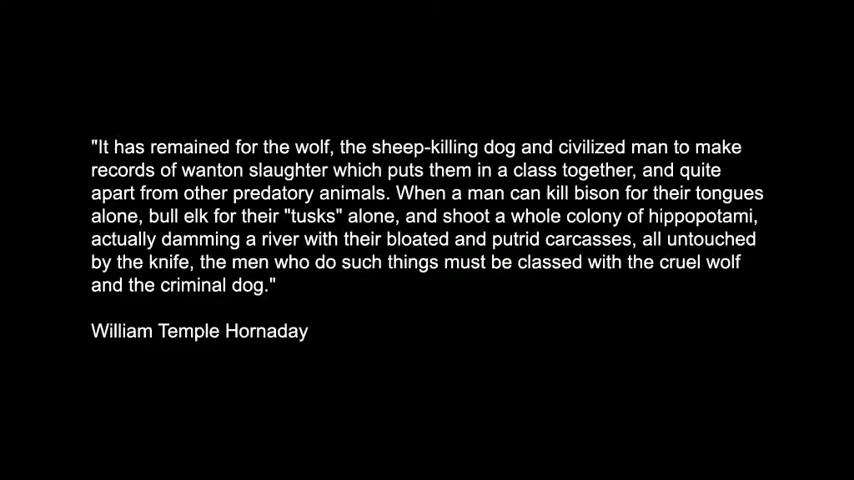 "It has remained for the wolf, the sheep-killing dog and civilized man to make
records of wanton slaughter which puts them in a class together, and quite
apart from other predatory animals. When a man can kill bison for their tongues
alone, bull elk for their "tusks" alone, and shoot a whole colony of hippopotami,
actually damming a river with their bloated and putrid carcasses, all untouched
by the knife, the men who do such things must be classed with the cruel wolf
and the criminal dog."
William Temple Hornaday